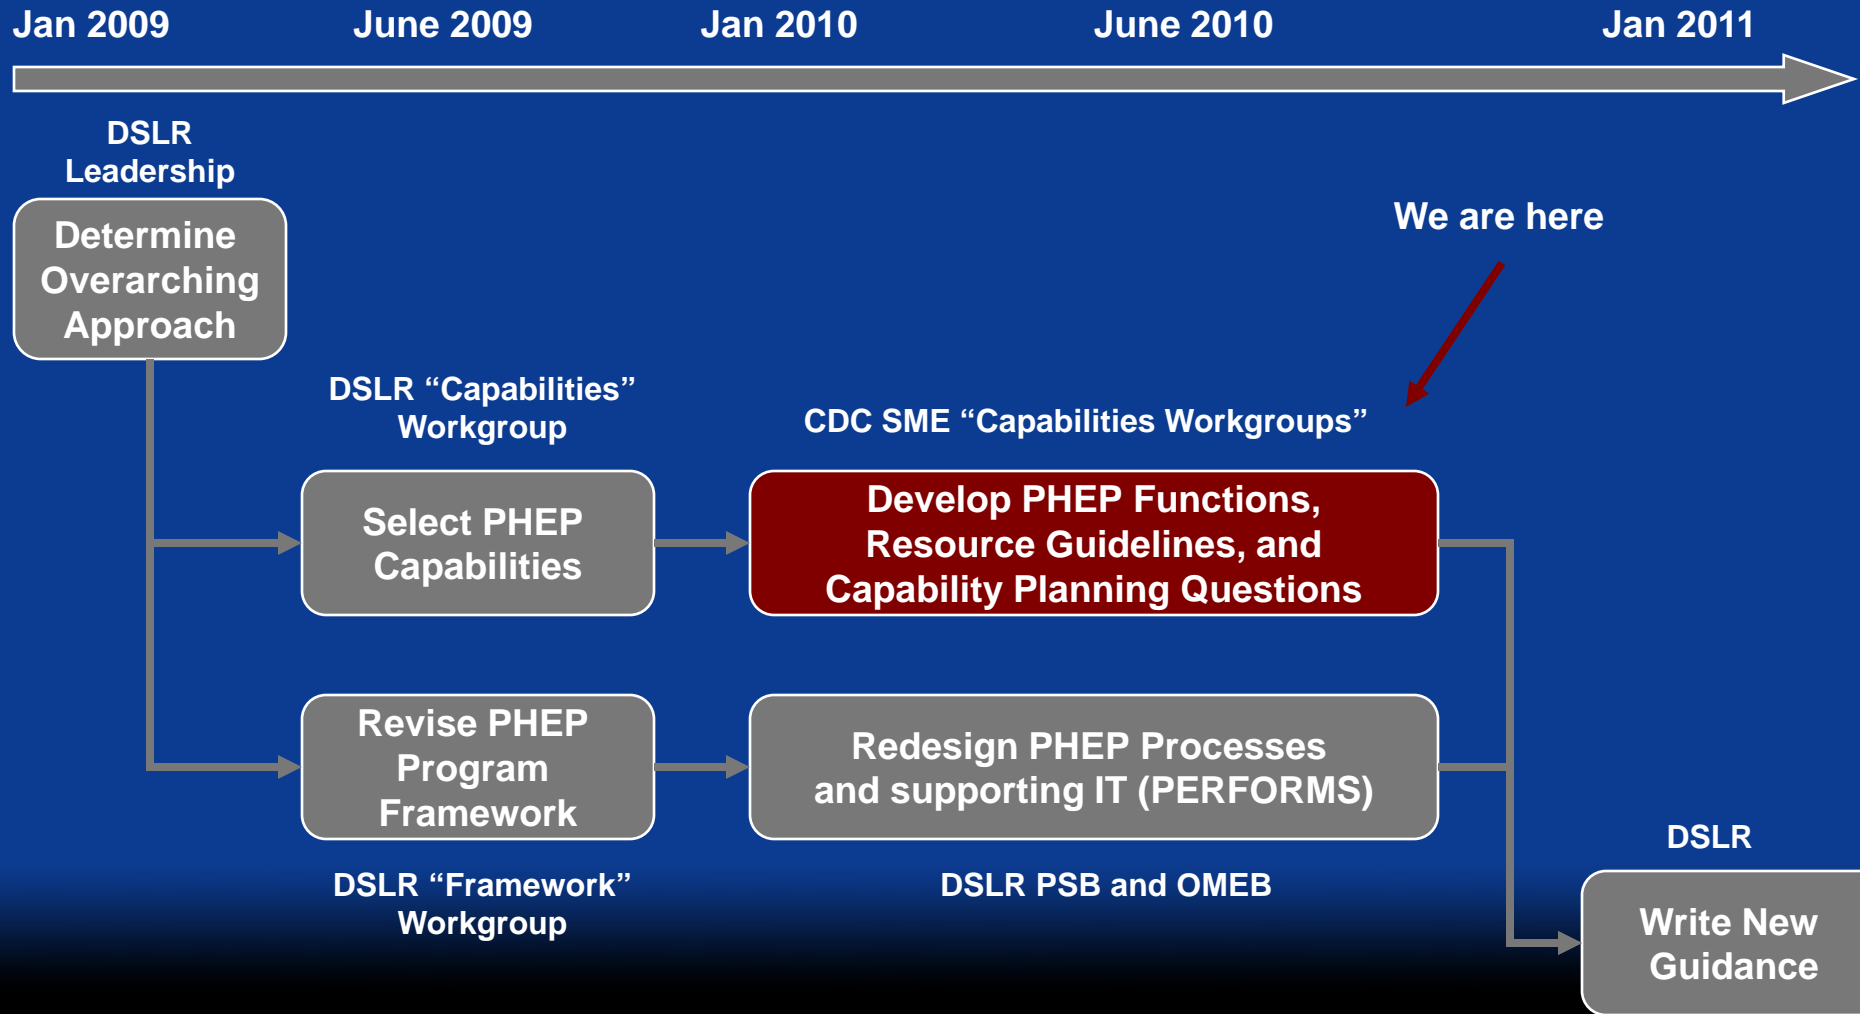 Jan 2009
June 2009
Jan 2010
June 2010
Jan 2011
DSLR
Leadership
Determine
Overarching
Approach
We are here
DSLR “Capabilities”
Workgroup
CDC SME “Capabilities Workgroups”
Select PHEP
Capabilities
Develop PHEP Functions,
Resource Guidelines, and
Capability Planning Questions
Revise PHEP
Program
Framework
Redesign PHEP Processes
and supporting IT (PERFORMS)
DSLR “Framework”
Workgroup
DSLR PSB and OMEB
DSLR
Write New
Guidance